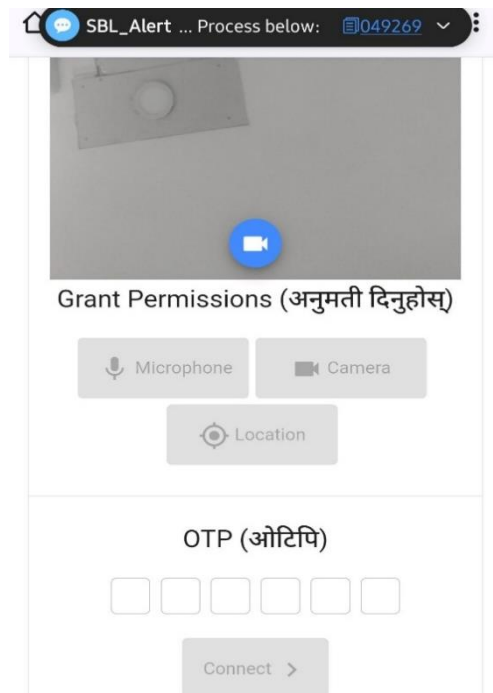 SBL_Alert ... Process below: 049269
Grant Permissions (अनुमती दिनुहोस्)
Microphone
Camera
Location
OTP (ओटिपि)
Connect